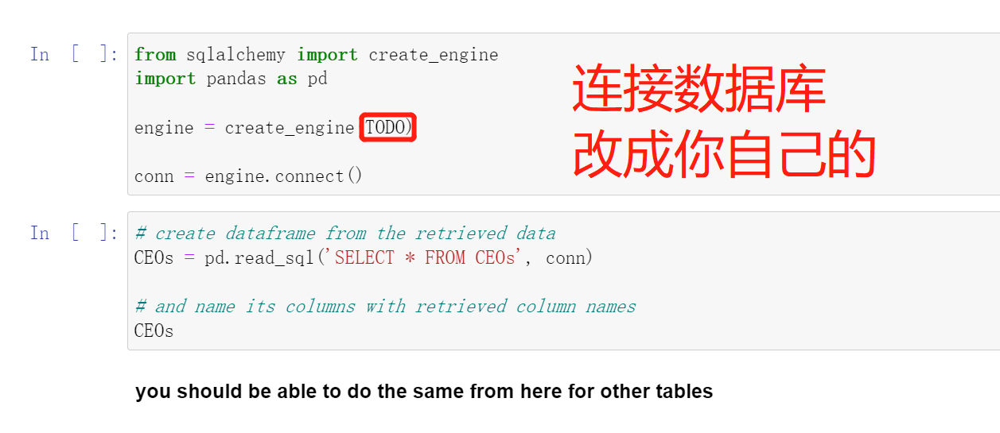 In [ ]: from sqlalchemy import create_engine
import pandas as pd
engine = create_engine TODO)
conn = engine.connect()
连接数据库
改成你自己的
In [ ]: # create dataframe from the retrieved data
CEOs = pd.read_sql('SELECT * FROM CEOs', conn)
# and name its columns with retrieved column names
CEOs
you should be able to do the same from here for other tables